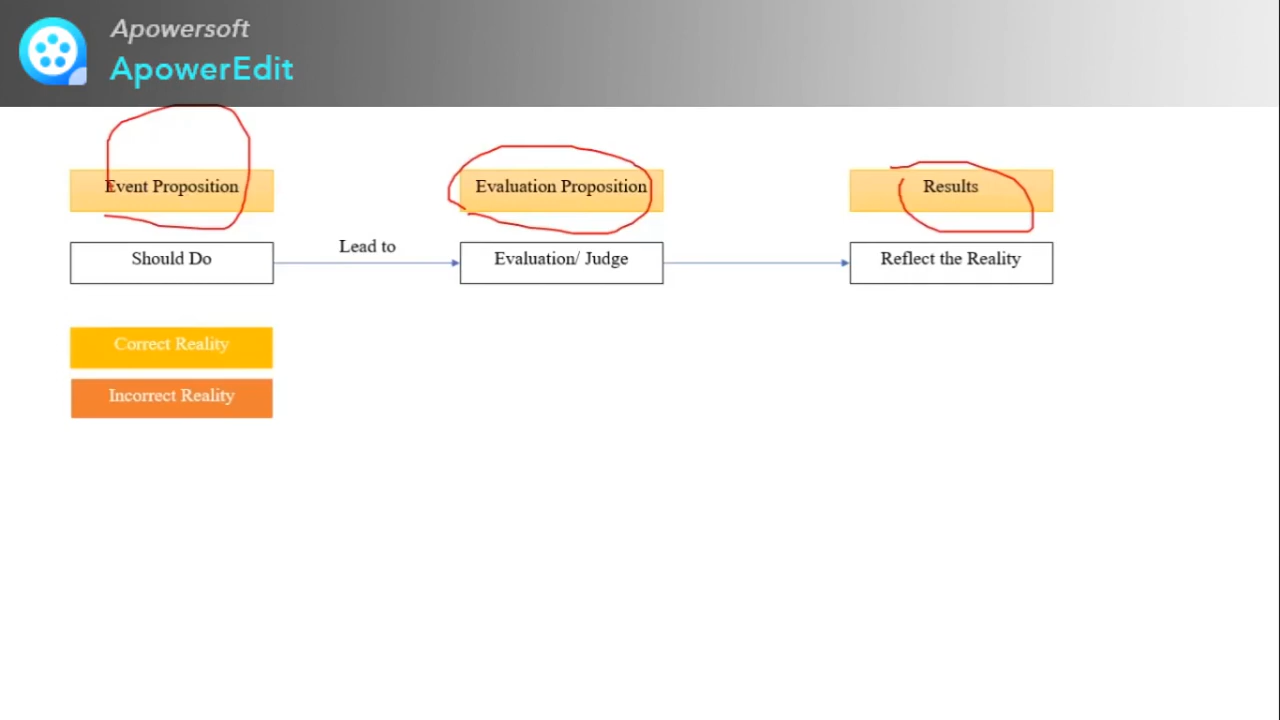 Apowersoft
ApowerEdit
Event Proposition
Evaluation Proposition
Results
Should Do
Lead to
Evaluation/ Judge
Reflect the Reality
Correct Reality
Incorrect Reality